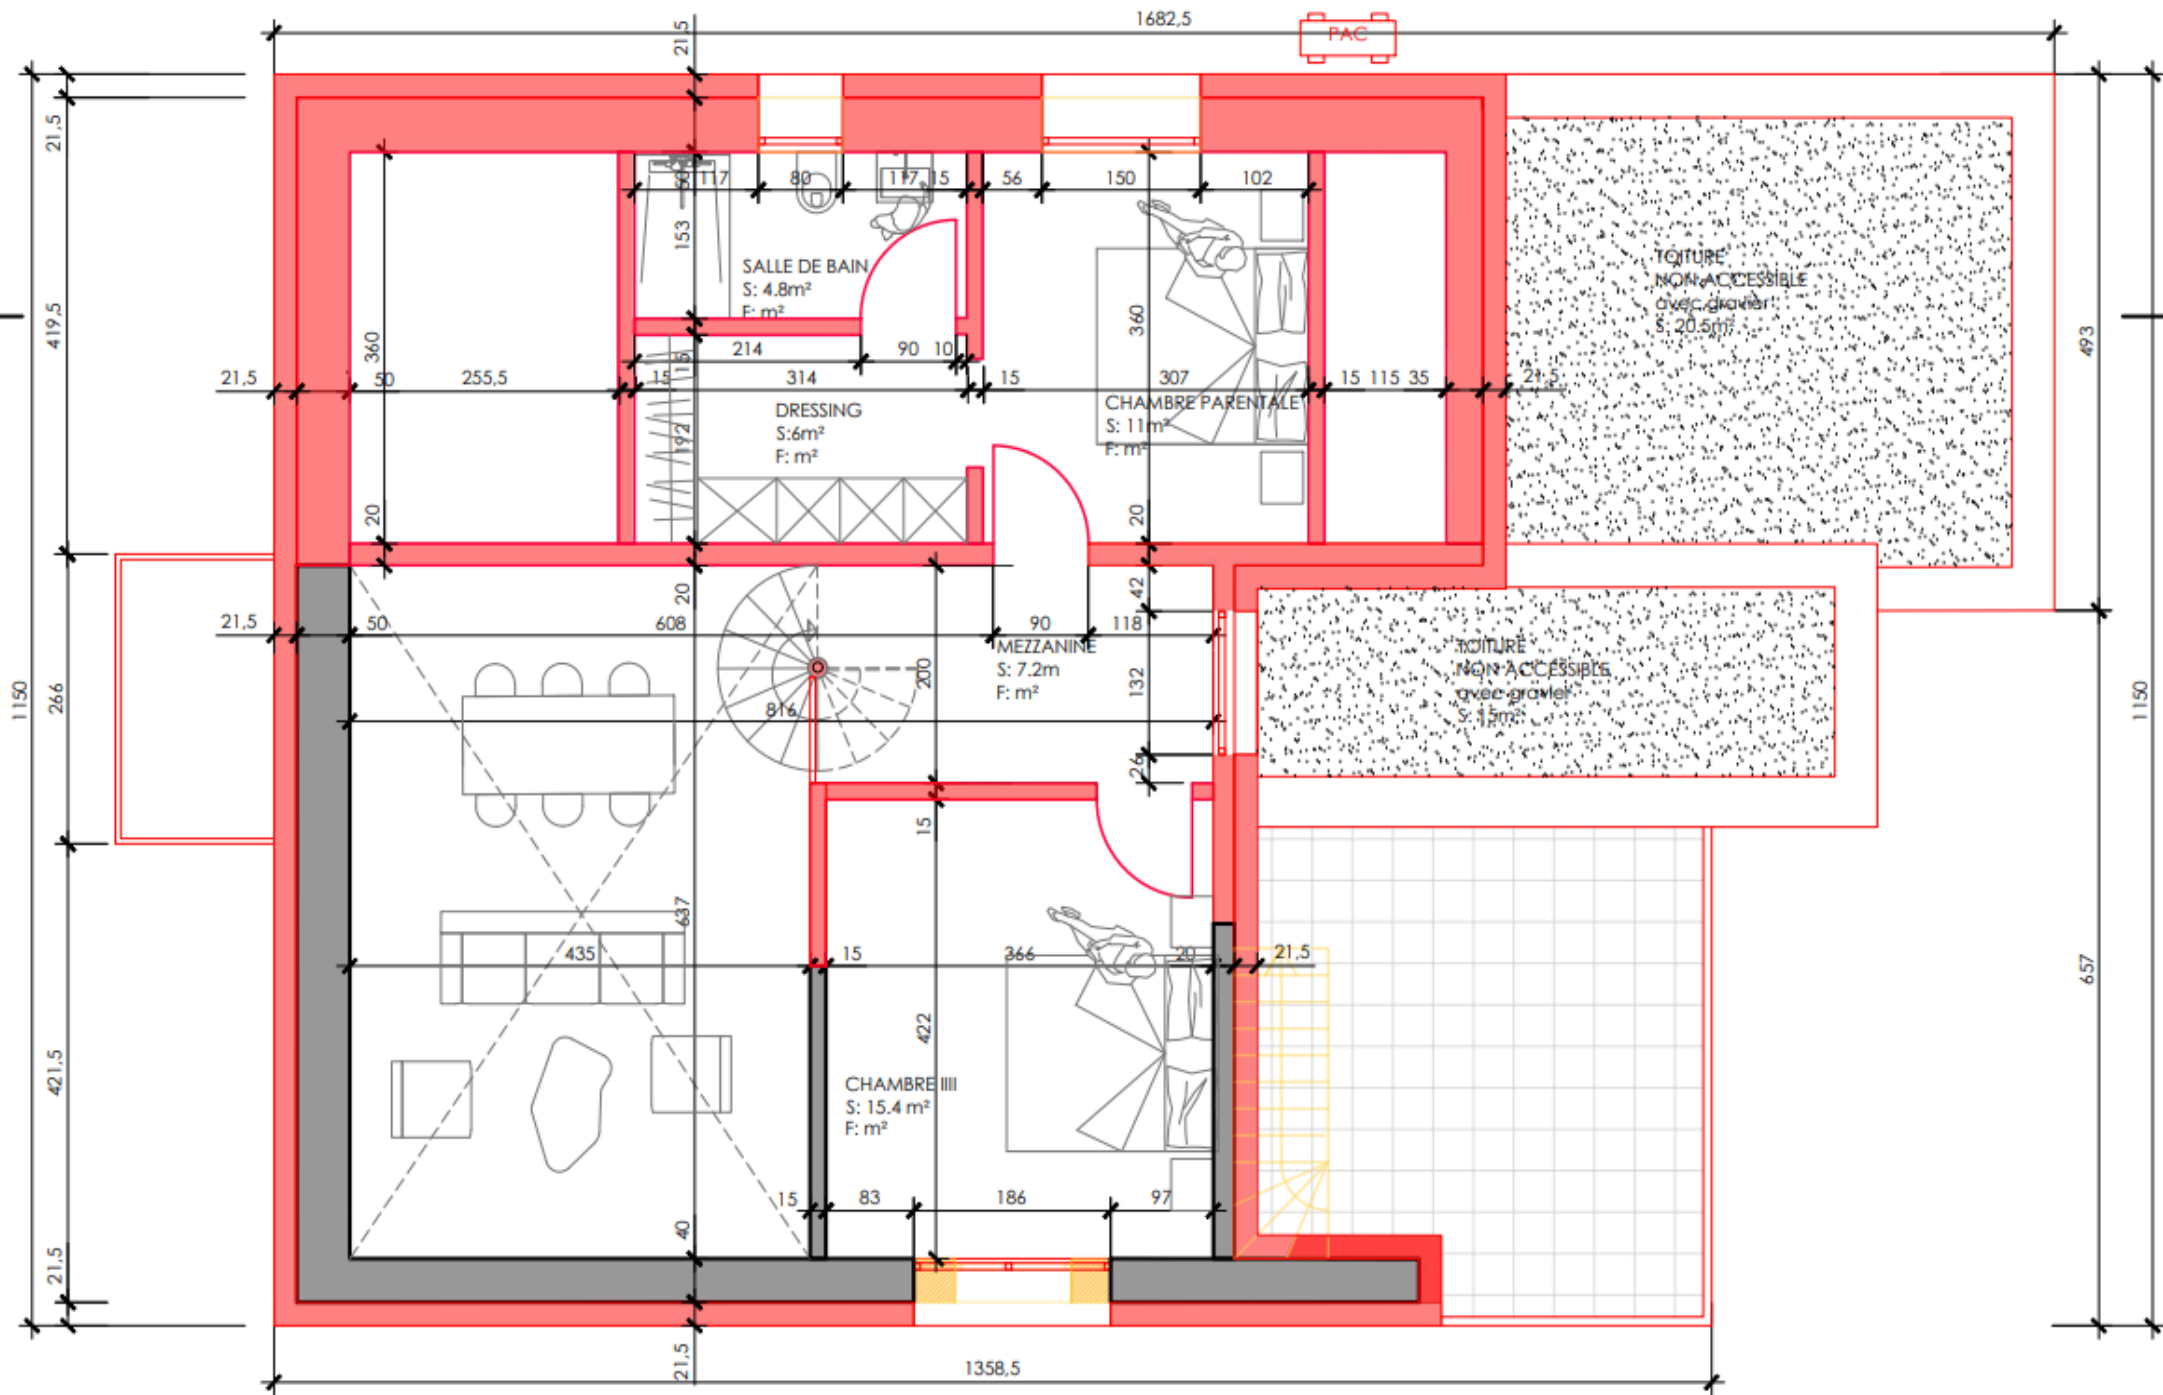 1682,5
PAC
21,5
21,5
60
117
80
117
15
56
150
102
153
SALLE DE BAIN
S: 4.8m²
F: m²
TOITURE
NON ACCESSIBLE
avec gravier
S: 20.5m²
419,5
360
360
493
214
90
10
15
21,5
50
255,5
15
314
15
307
15
115
35
21,5
DRESSING
S:6m²
F: m²
CHAMBRE PARENTALE
S: 11m²
F: m²
192
20
20
20
42
21,5
50
608
90
118
MEZZANINE
S: 7.2m
F: m²
200
132
TOITURE
NON ACCESSIBLE
avec gravier
S: 15m²
1150
266
816
1150
26
15
637
435
15
366
20
21,5
657
422
421,5
CHAMBRE IIII
S: 15.4 m²
F: m²
15
83
186
97
40
21,5
21,5
1358,5